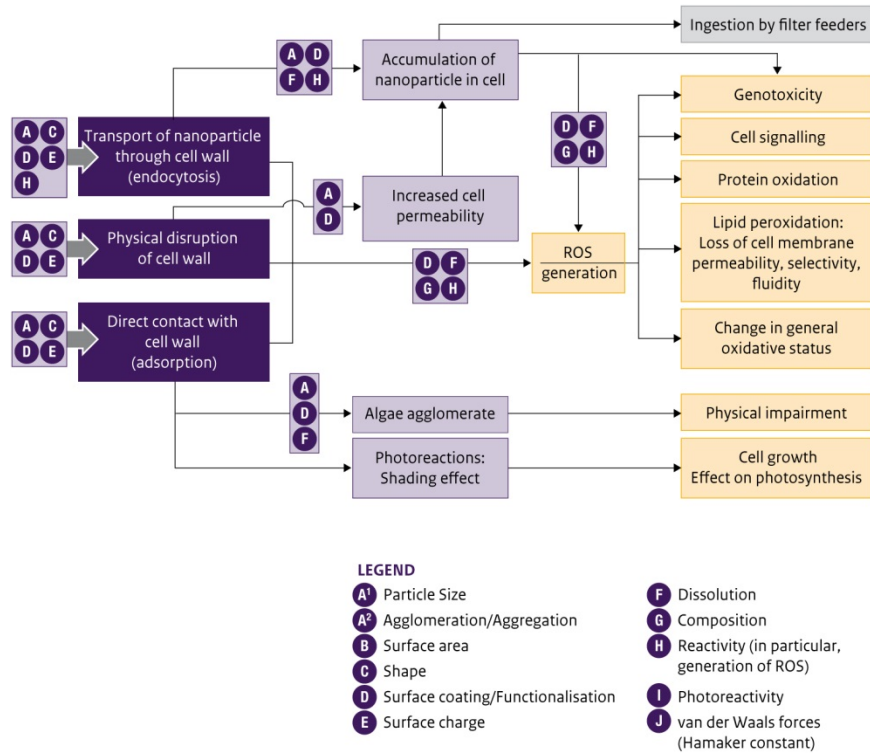 Ingestion by filter feeders
A D
F H
Accumulation of
nanoparticle in cell
Genotoxicity
A C
D E
H
Transport of nanoparticle
through cell wall
(endocytosis)
D F
G H
Cell signalling
A
D
Increased cell
permeability
Protein oxidation
A C
D E
Physical disruption
of cell wall
D F
G H
ROS
generation
Lipid peroxidation:
Loss of cell membrane
permeability, selectivity,
fluidity
A C
D E
Direct contact with
cell wall
(adsorption)
Change in general
oxidative status
A
D
F
Algae agglomerate
Physical impairment
Photoreactions:
Shading effect
Cell growth
Effect on photosynthesis
LEGEND
A¹ Particle Size
A² Agglomeration/Aggregation
B Surface area
C Shape
D Surface coating/Functionalisation
E Surface charge
F Dissolution
G Composition
H Reactivity (in particular,
generation of ROS)
I Photoreactivity
J van der Waals forces
(Hamaker constant)